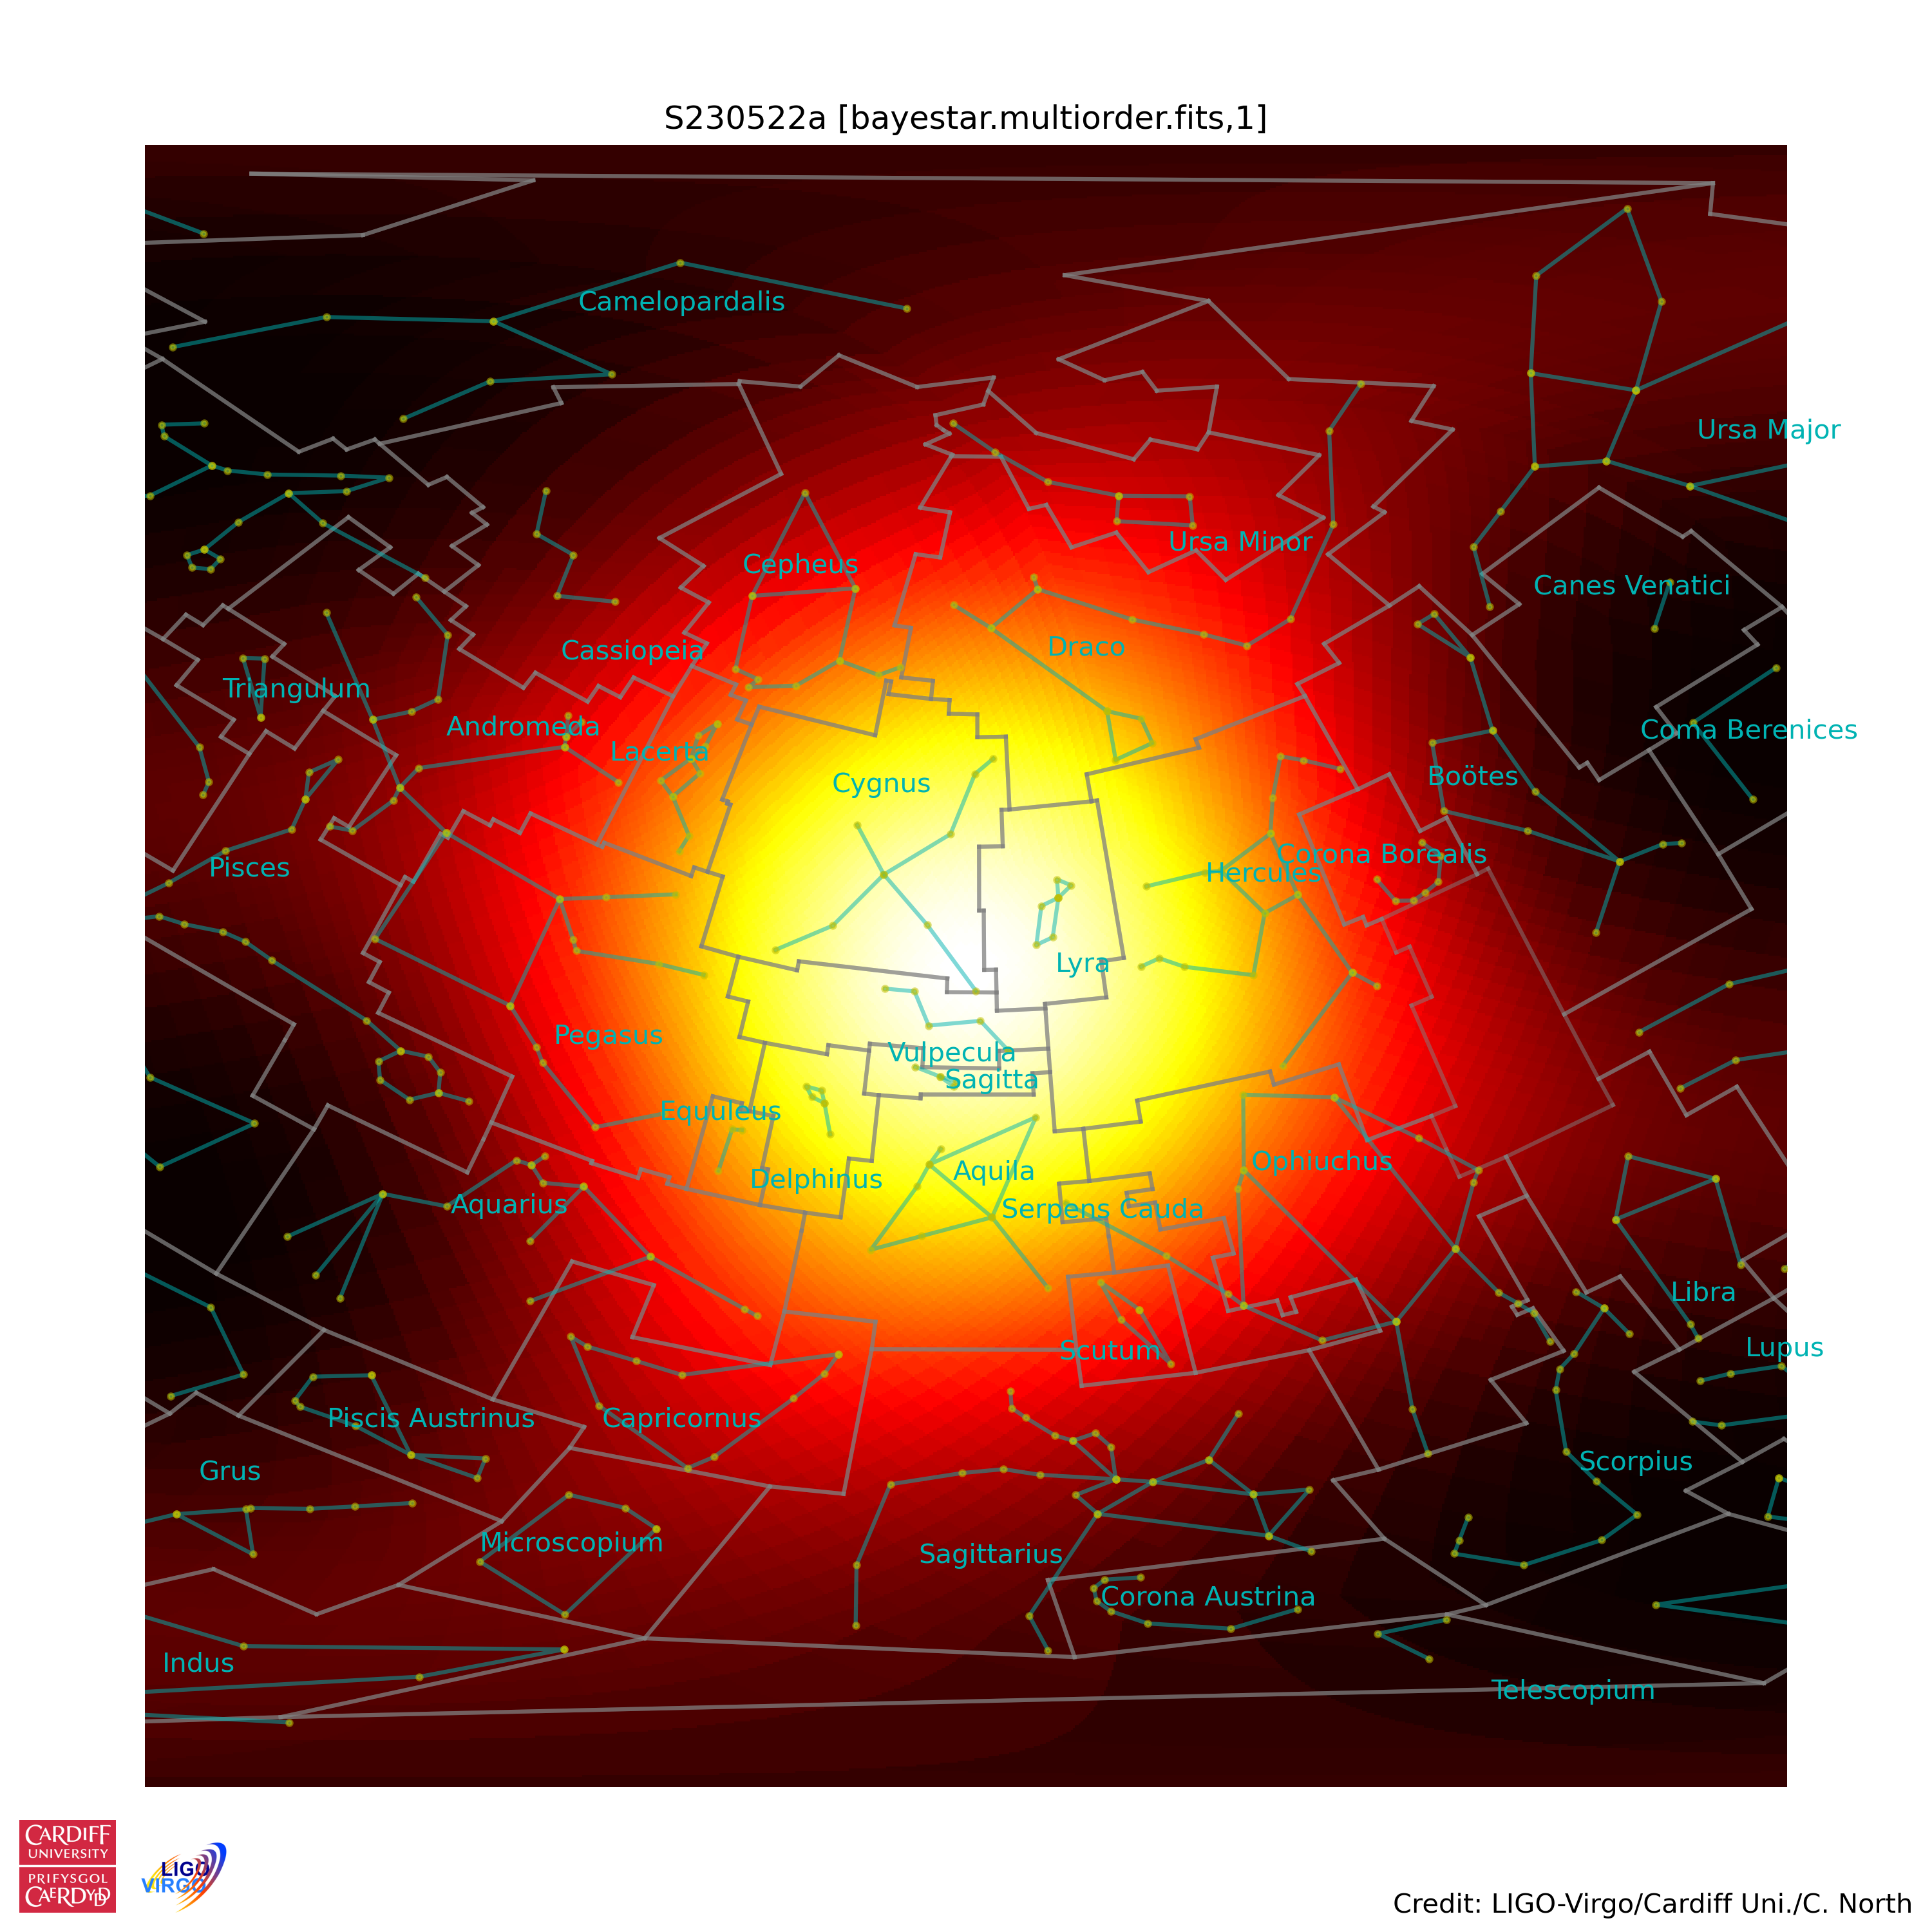 S230522a [bayestar.multiorder.fits,1]
Camelopardalis
Ursa Major
Ursa Minor
Cepheus
Canes Venatici
Draco
Cassiopeia
Triangulum
Andromeda
Coma Berenices
Lacerta
Boötes
Cygnus
Corona Borealis
Pisces
Hercules
Lyra
Pegasus
Vulpecula
Sagitta
Equuleus
Ophiuchus
Aquila
Delphinus
Aquarius
Serpens Cauda
Libra
Lupus
Scutum
Piscis Austrinus
Capricornus
Scorpius
Grus
Microscopium
Sagittarius
Corona Austrina
Indus
Telescopium
CARDIFF
UNIVERSITY
PRIFYSGOL
CAERDYDD
LIGO
VIRGO
Credit: LIGO-Virgo/Cardiff Uni./C. North